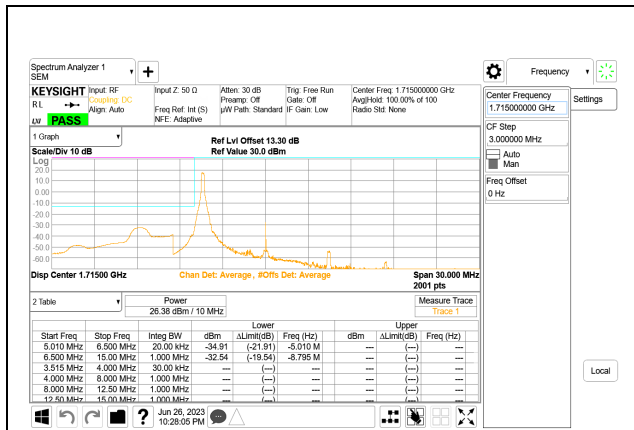 Spectrum Analyzer 1
SEM
Frequency
KEYSIGHT
RL
LXI PASS
Input: RF
Coupling: DC
Align: Auto
Input Z: 50 Ω
Freq Ref: Int (S)
NFE: Adaptive
Atten: 30 dB
Preamp: Off
µW Path: Standard
Trig: Free Run
Gate: Off
IF Gain: Low
Center Freq: 1.715000000 GHz
Avg|Hold: 100.00% of 100
Radio Std: None
Center Frequency
1.715000000 GHz
Settings
CF Step
3.000000 MHz
Auto
Man
Freq Offset
0 Hz
1 Graph
Scale/Div 10 dB
Ref Lvl Offset 13.30 dB
Ref Value 30.0 dBm
Log
20.0
10.0
0.00
-10.0
-20.0
-30.0
-40.0
-50.0
-60.0
Disp Center 1.71500 GHz
Chan Det: Average, #Offs Det: Average
Span 30.000 MHz
2001 pts
2 Table
Power
26.38 dBm / 10 MHz
Measure Trace
Trace 1
Lower Upper
Start Freq Stop Freq Integ BW dBm ΔLimit(dB) Freq (Hz) dBm ΔLimit(dB) Freq (Hz)
5.010 MHz 6.500 MHz 20.00 kHz -34.91 (-21.91) -5.010 M --- (---) ---
6.500 MHz 15.00 MHz 1.000 MHz -32.54 (-19.54) -8.795 M --- (---) ---
3.515 MHz 4.000 MHz 30.00 kHz --- (---) --- --- (---) ---
4.000 MHz 8.000 MHz 1.000 MHz --- (---) --- --- (---) ---
8.000 MHz 12.50 MHz 1.000 MHz --- (---) --- --- (---) ---
12.50 MHz 15.00 MHz 1.000 MHz --- (---) --- --- (---) ---
Local
Jun 26, 2023
10:28:05 PM